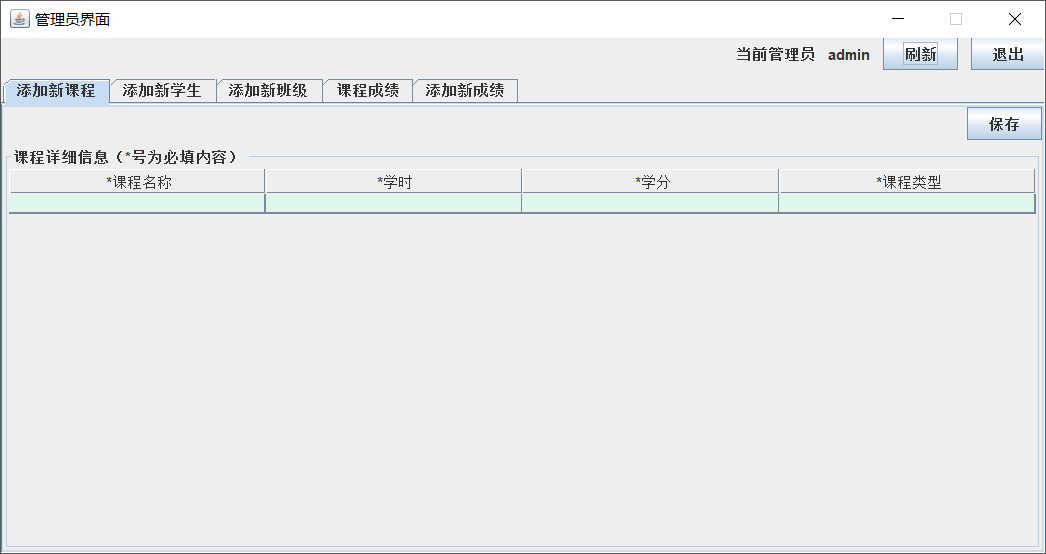 管理员界面
当前管理员 admin 刷新 退出
添加新课程 添加新学生 添加新班级 课程成绩 添加新成绩
保存
课程详细信息（*号为必填内容）
*课程名称 *学时 *学分 *课程类型